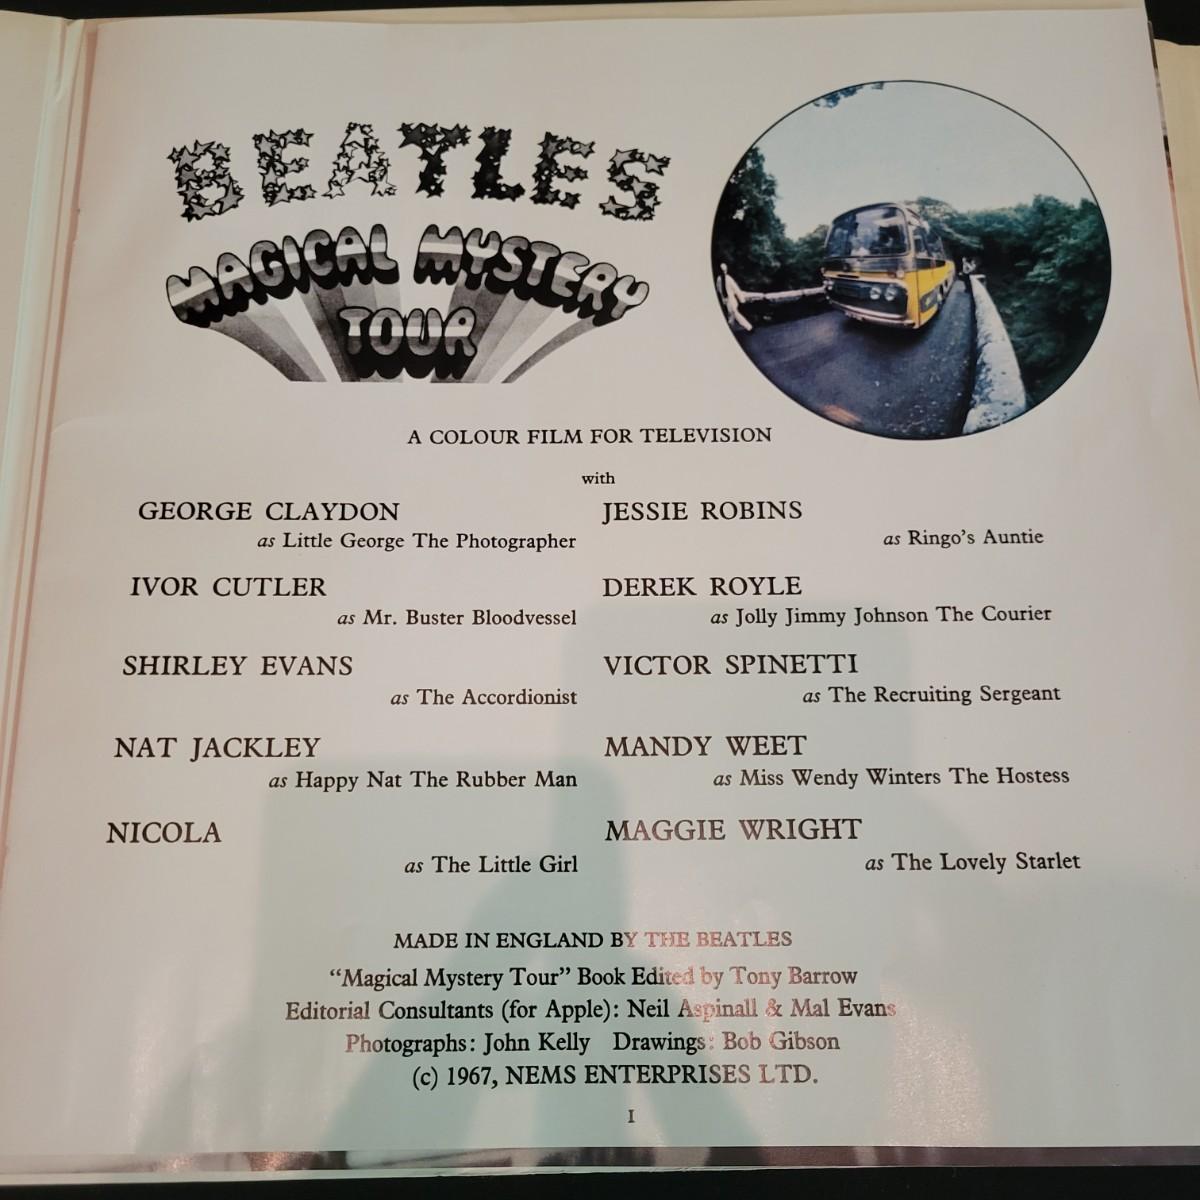 BEATLES
MAGICAL MYSTERY
TOUR
A COLOUR FILM FOR TELEVISION
with
GEORGE CLAYDON
as Little George The Photographer
JESSIE ROBINS
as Ringo's Auntie
IVOR CUTLER
as Mr. Buster Bloodvessel
DEREK ROYLE
as Jolly Jimmy Johnson The Courier
SHIRLEY EVANS
as The Accordionist
VICTOR SPINETTI
as The Recruiting Sergeant
NAT JACKLEY
as Happy Nat The Rubber Man
MANDY WEET
as Miss Wendy Winters The Hostess
NICOLA
as The Little Girl
MAGGIE WRIGHT
as The Lovely Starlet
MADE IN ENGLAND BY THE BEATLES
“Magical Mystery Tour” Book Edited by Tony Barrow
Editorial Consultants (for Apple): Neil Aspinall & Mal Evans
Photographs: John Kelly Drawings: Bob Gibson
(c) 1967, NEMS ENTERPRISES LTD.
I